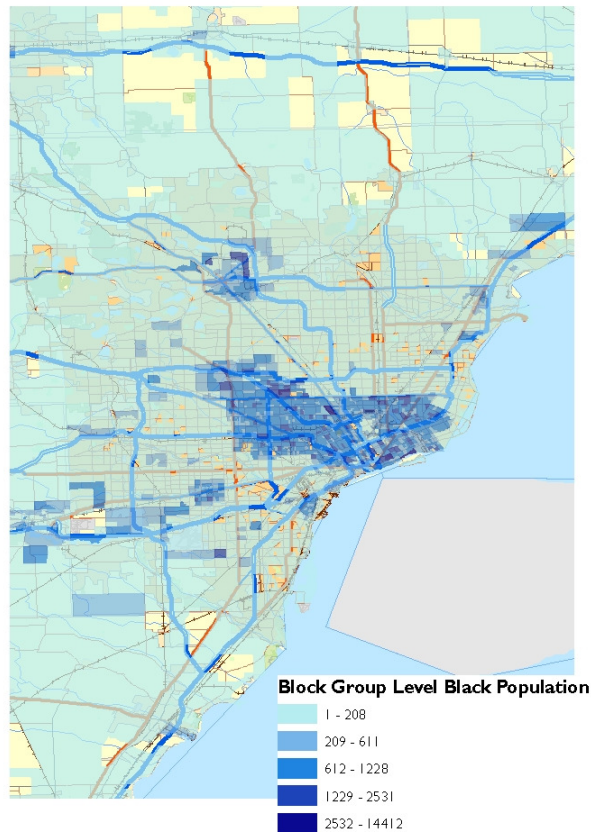 Block Group Level Black Population
1 - 208
209 - 611
612 - 1228
1229 - 2531
2532 - 14412